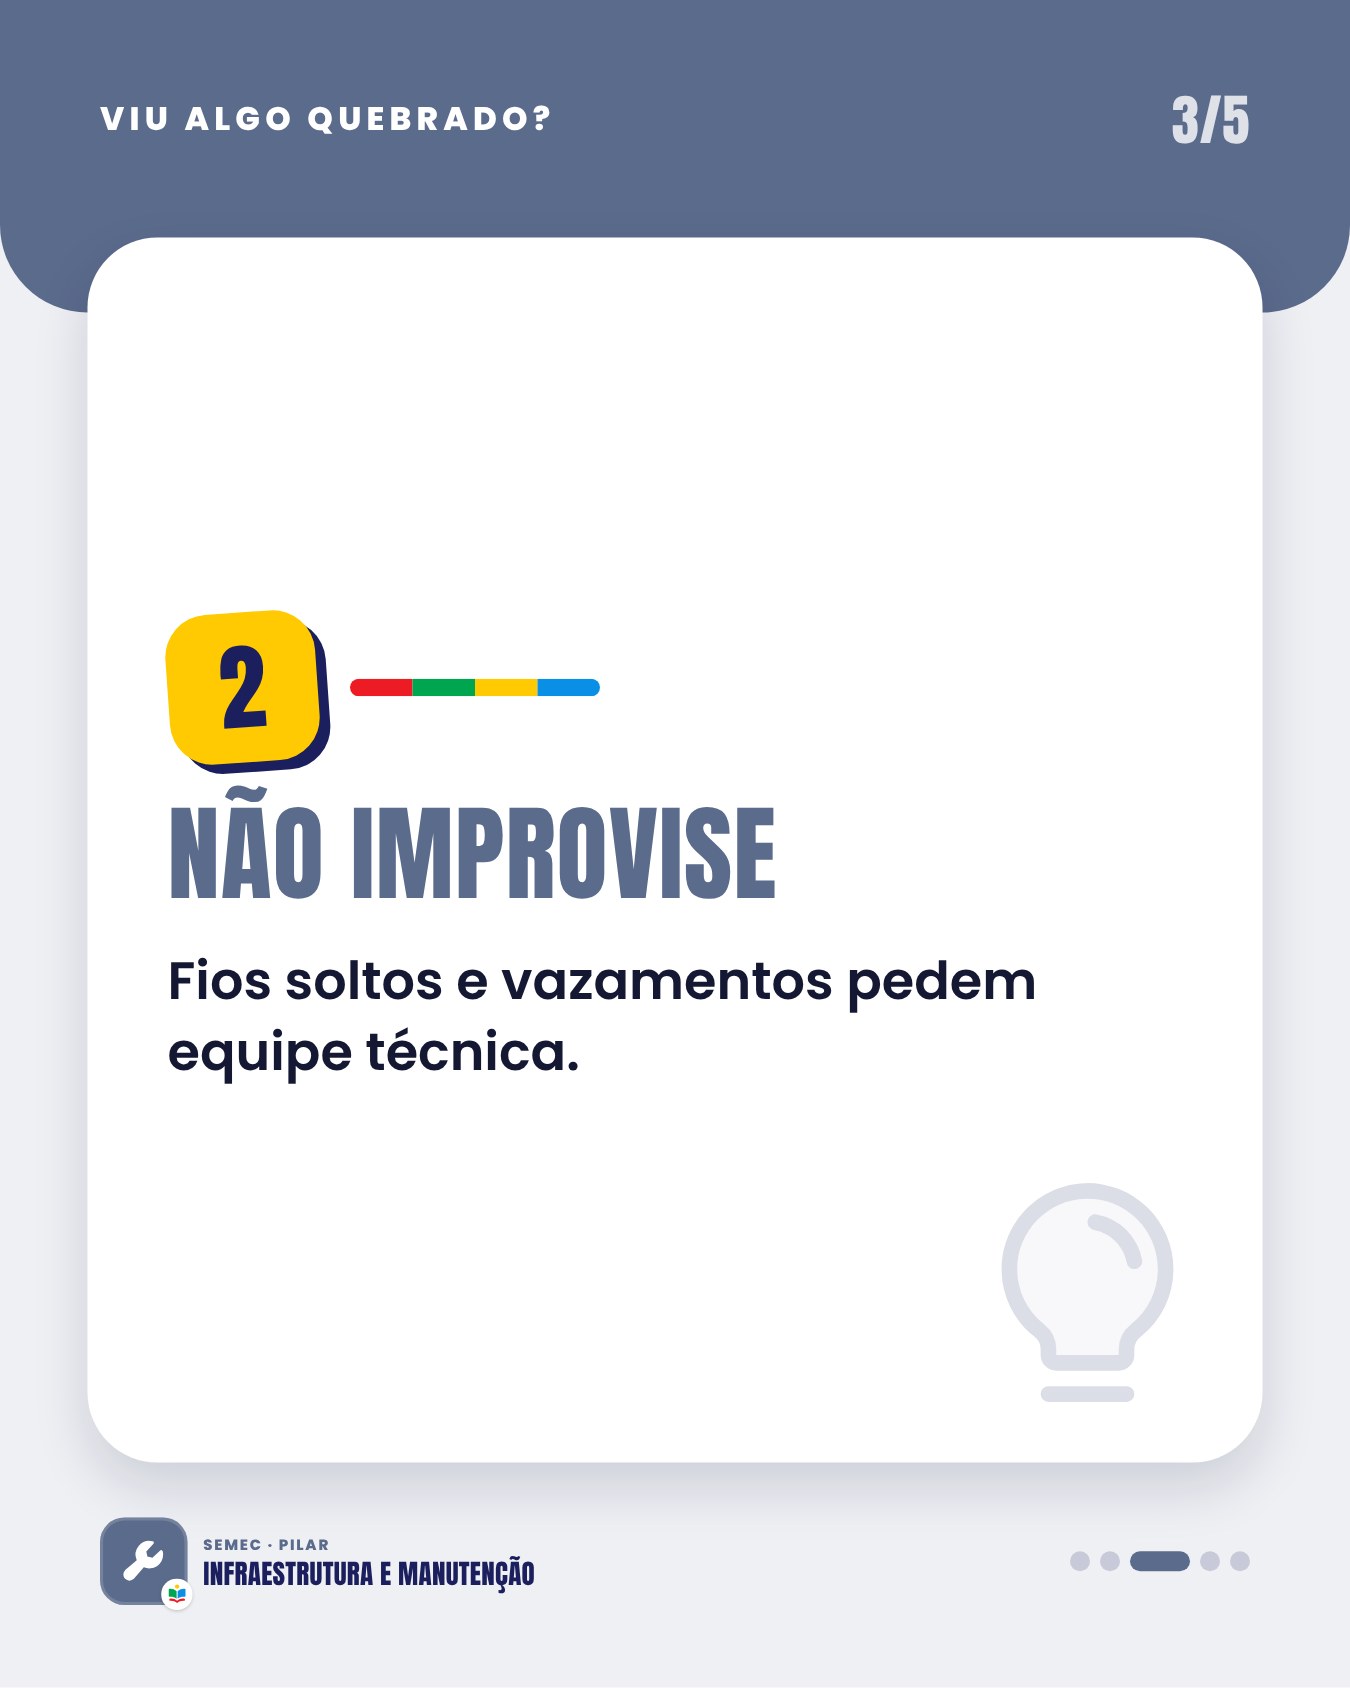 VIU ALGO QUEBRADO?
3/5
2
NÃO IMPROVISE
Fios soltos e vazamentos pedem
equipe técnica.
SEMEC · PILAR
INFRAESTRUTURA E MANUTENÇÃO